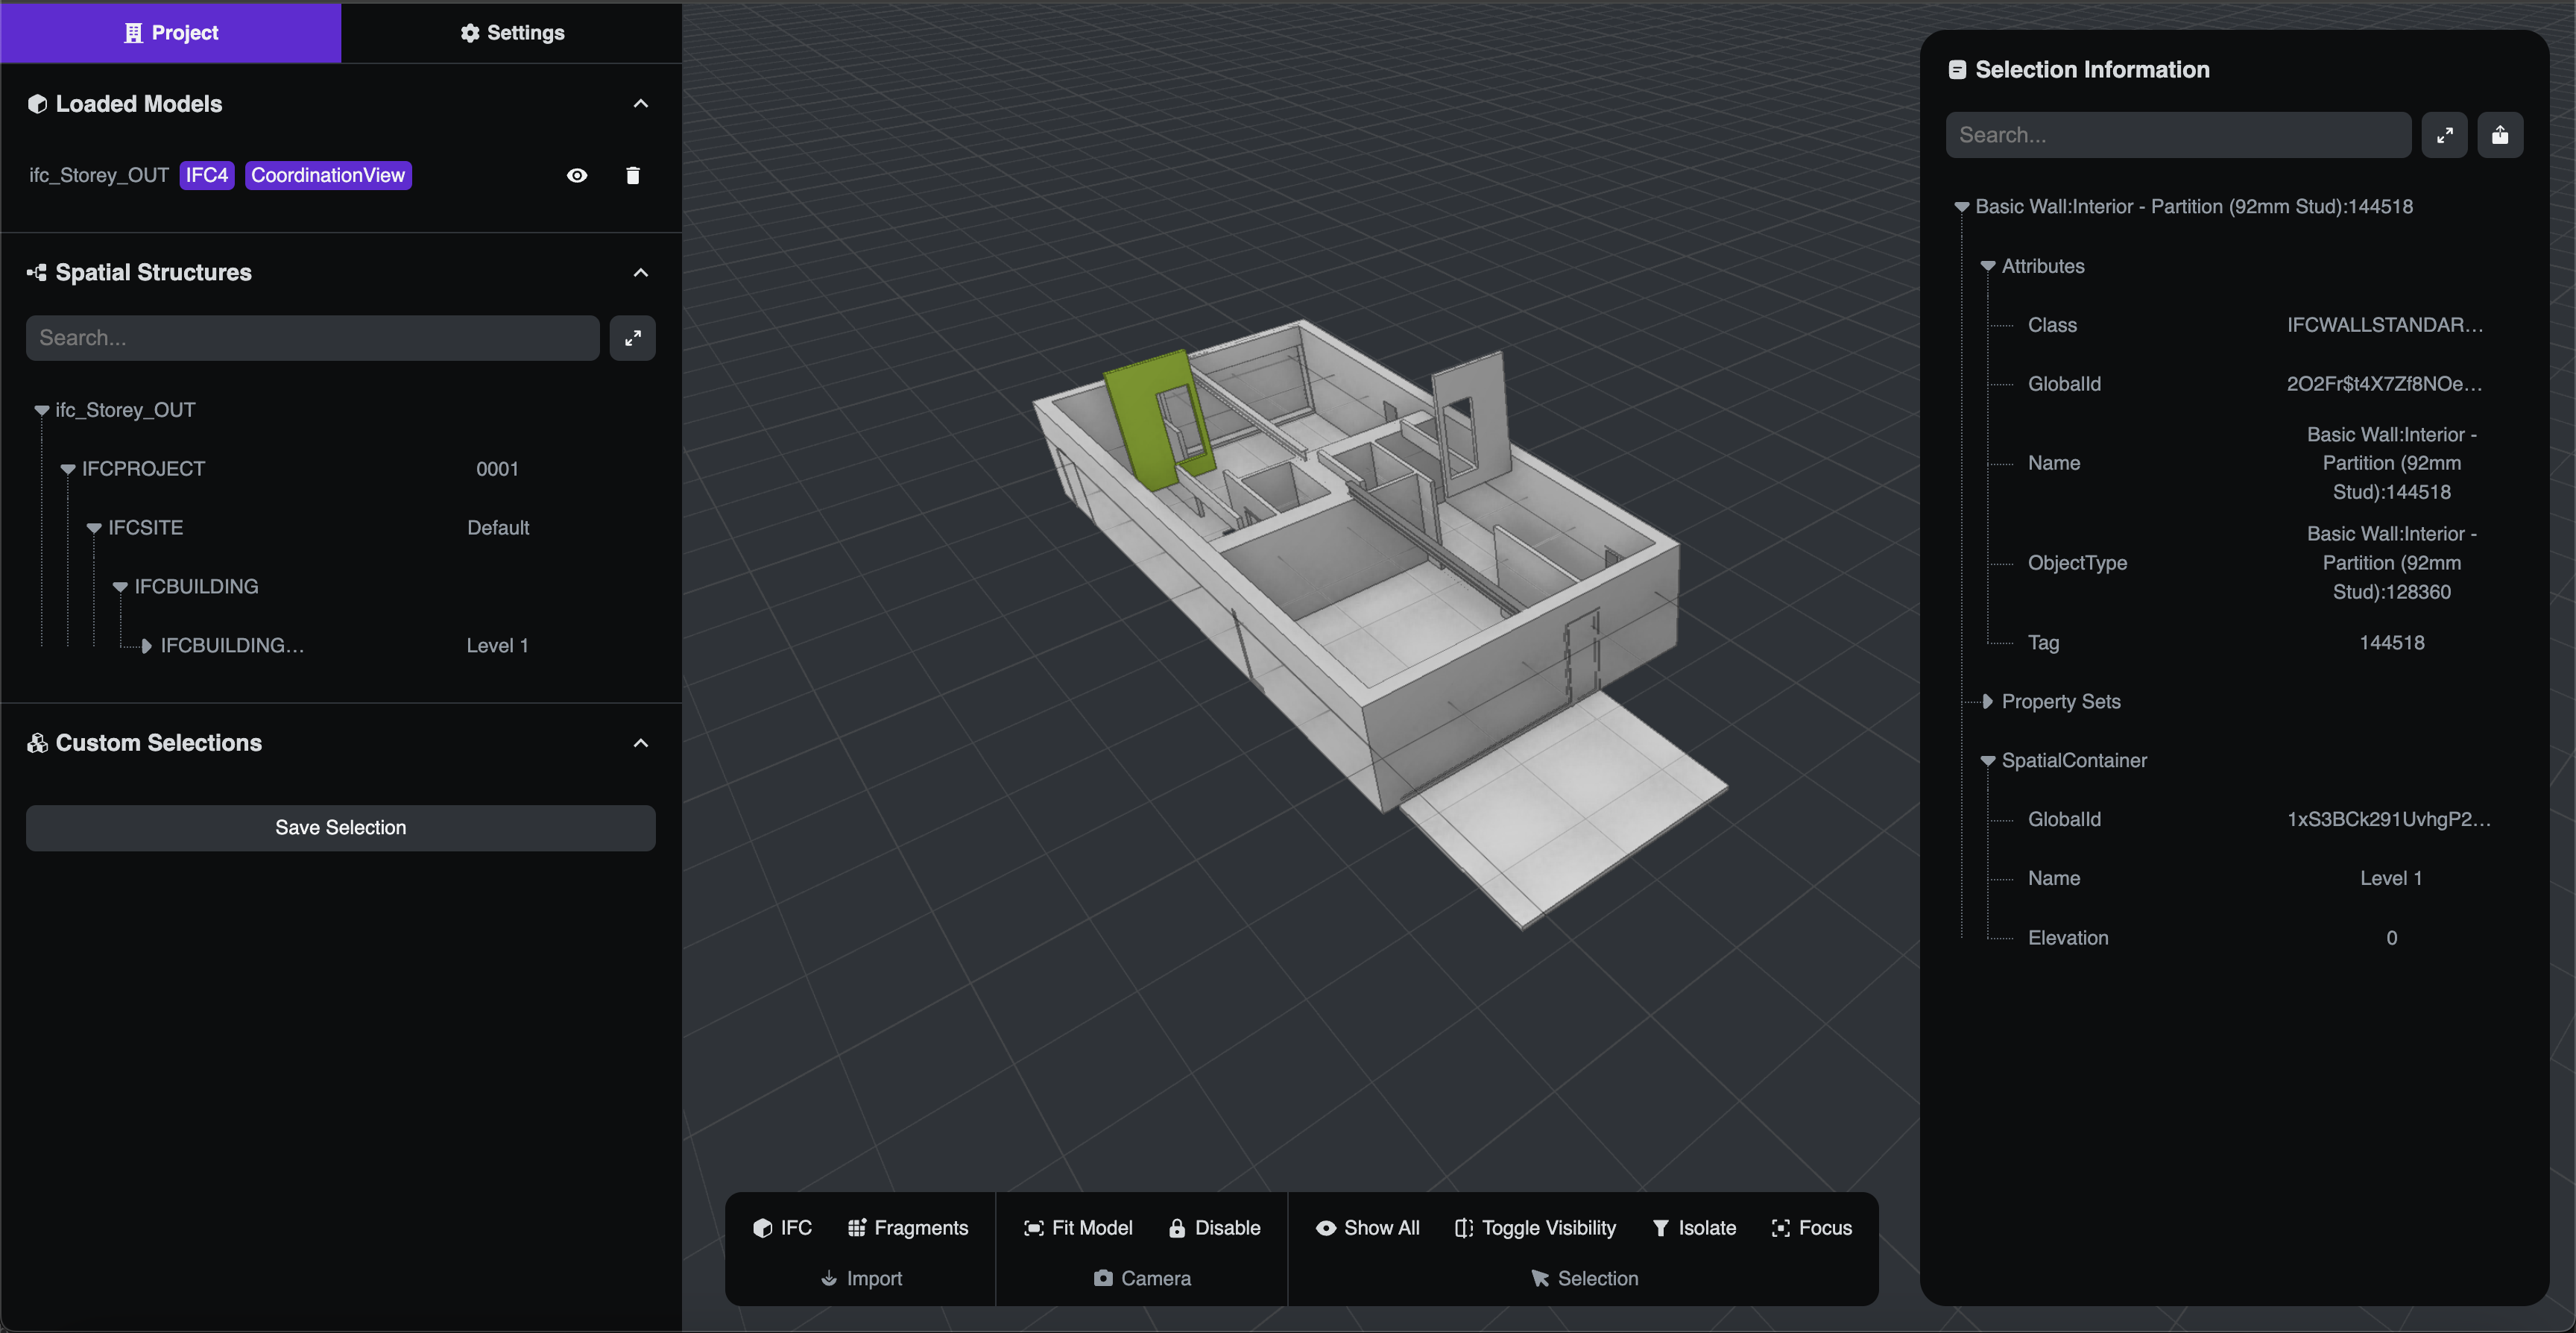 Project
Settings
Loaded Models
ifc_Storey_OUT IFC4 CoordinationView
Spatial Structures
Search...
ifc_Storey_OUT
IFCPROJECT 0001
IFCSITE Default
IFCBUILDING
IFCBUILDING... Level 1
Custom Selections
Save Selection
IFC Fragments
Import
Fit Model Disable
Camera
Show All Toggle Visibility Isolate Focus
Selection
Selection Information
Search...
Basic Wall:Interior - Partition (92mm Stud):144518
Attributes
Class IFCWALLSTANDAR...
GlobalId 2O2Fr$t4X7Zf8NOe...
Name Basic Wall:Interior -
Partition (92mm
Stud):144518
ObjectType Basic Wall:Interior -
Partition (92mm
Stud):128360
Tag 144518
Property Sets
SpatialContainer
GlobalId 1xS3BCk291UvhgP2...
Name Level 1
Elevation 0